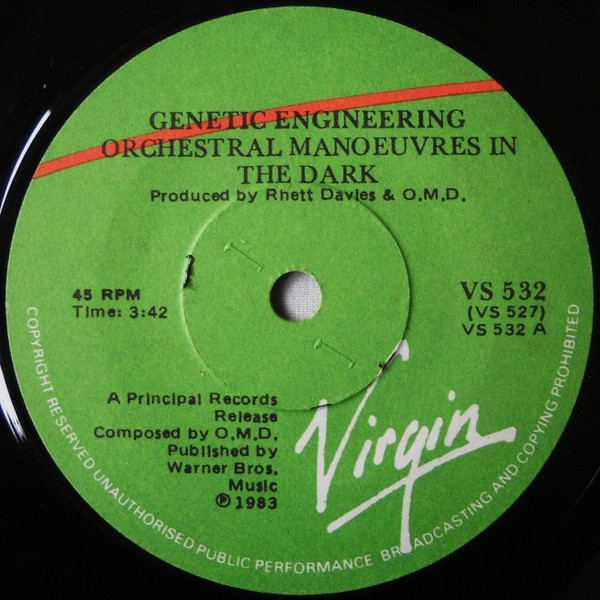 GENETIC ENGINEERING
ORCHESTRAL MANOEUVRES IN
THE DARK
Produced by Rhett Davies & O.M.D.
45 RPM
Time: 3:42
VS 532
(VS 527)
VS 532 A
A Principal Records
Release
Composed by O.M.D.
Published by
Warner Bros.
Music
℗ 1983
Virgin
COPYRIGHT RESERVED UNAUTHORISED PUBLIC PERFORMANCE BROADCASTING AND COPYING PROHIBITED